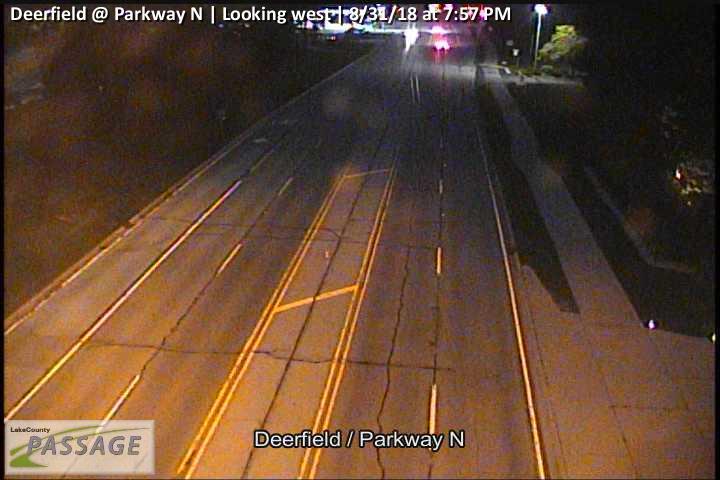 Deerfield @ Parkway N | Looking west | 8/31/18 at 7:57 PM
Deerfield / Parkway N
LakeCounty
PASSAGE